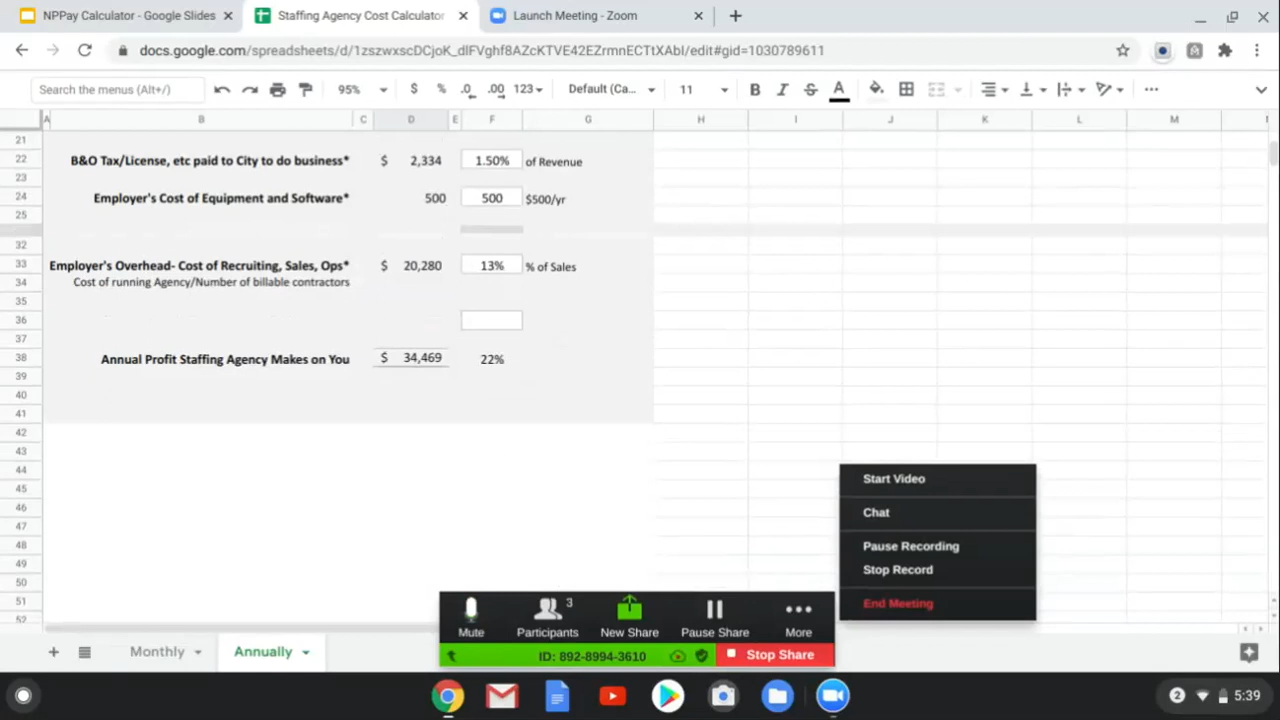 NPPay Calculator - Google Slides
Staffing Agency Cost Calculator
Launch Meeting - Zoom
docs.google.com/spreadsheets/d/1zszwxscDCjoK_dIFVghf8AZcKTVE42EZrmnECTtXAbI/edit#gid=1030789611
Search the menus (Alt+/) 95% $ % .0 .00 123 Default (Ca... 11 B I S A
A B C D E F G H I J K L M
21
22 B&O Tax/License, etc paid to City to do business* $ 2,334 1.50% of Revenue
23
24 Employer's Cost of Equipment and Software* 500 500 $500/yr
25
32
33 Employer's Overhead- Cost of Recruiting, Sales, Ops* $ 20,280 13% % of Sales
34 Cost of running Agency/Number of billable contractors
35
36
37
38 Annual Profit Staffing Agency Makes on You $ 34,469 22%
39
40
41
42
43
44
45
46
47
48
49
50
51
52
Start Video
Chat
Pause Recording
Stop Record
End Meeting
3
Mute Participants New Share Pause Share More
ID: 892-8994-3610 Stop Share
Monthly Annually
2 5:39